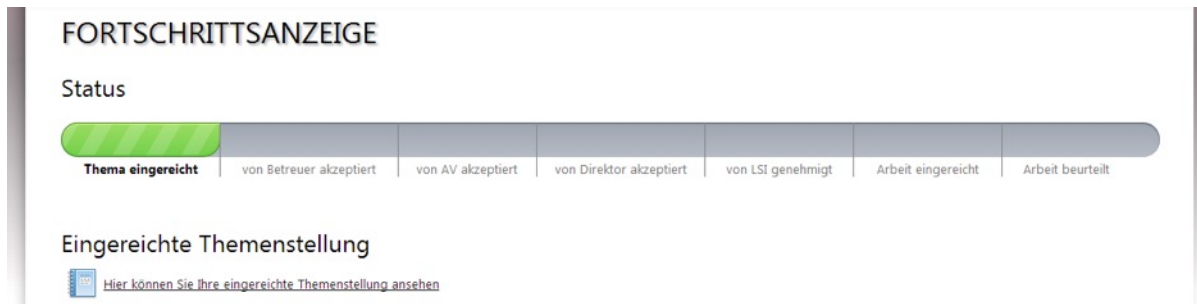 FORTSCHRITTSANZEIGE
Status
Thema eingereicht von Betreuer akzeptiert von AV akzeptiert von Direktor akzeptiert von LSI genehmigt Arbeit eingereicht Arbeit beurteilt
Eingereichte Themenstellung
Hier können Sie Ihre eingereichte Themenstellung ansehen